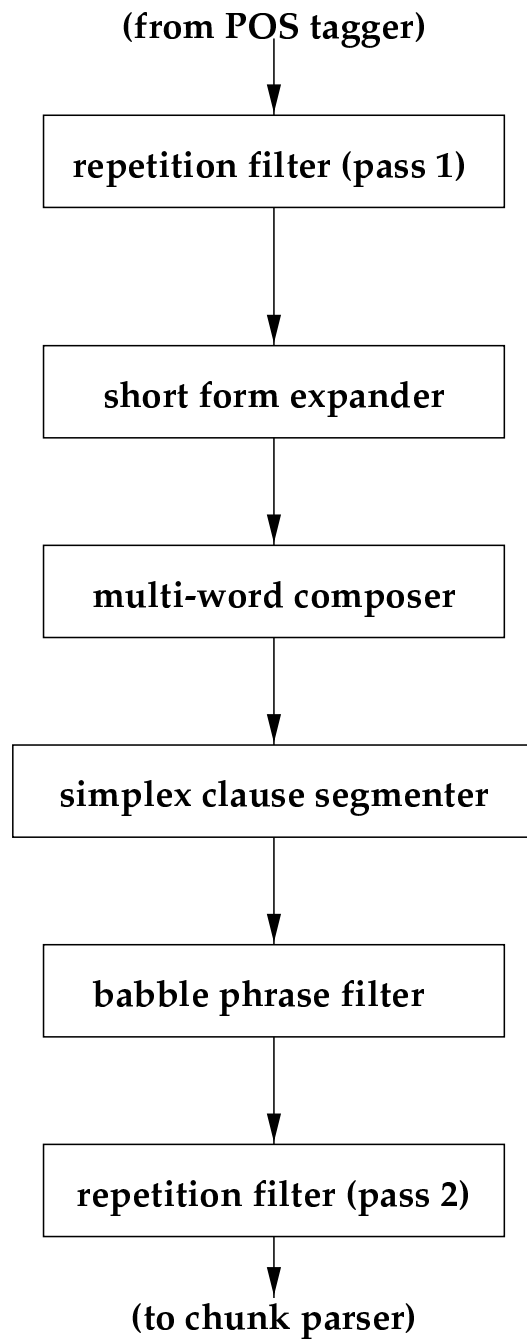 (from POS tagger)
repetition filter (pass 1)
short form expander
multi-word composer
simplex clause segmenter
babble phrase filter
repetition filter (pass 2)
(to chunk parser)